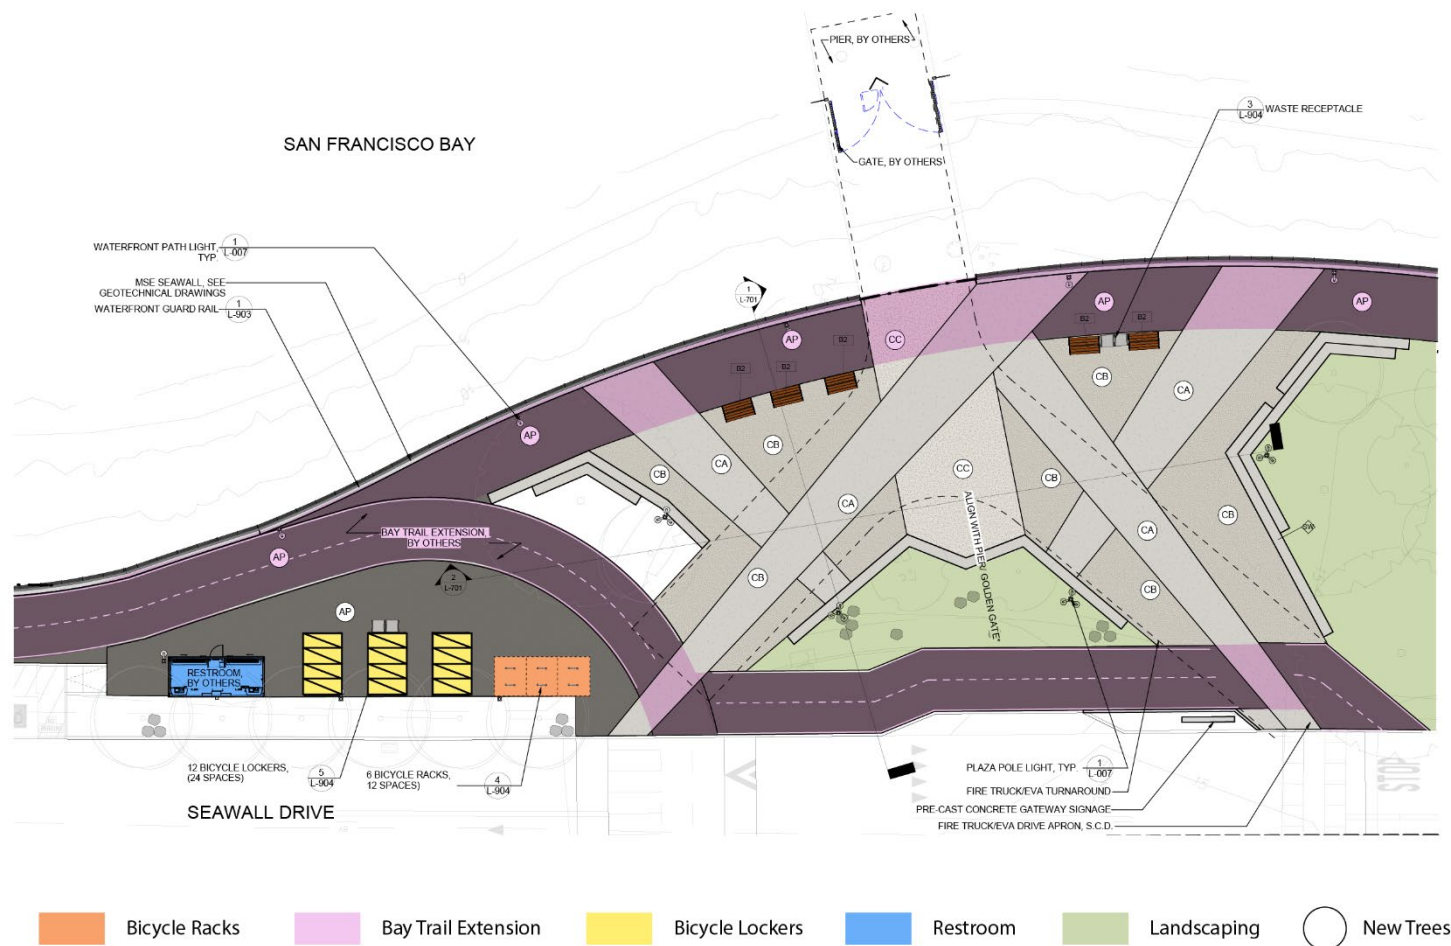 PIER, BY OTHERS
3
L-904
WASTE RECEPTACLE
SAN FRANCISCO BAY
GATE, BY OTHERS
WATERFRONT PATH LIGHT,
TYP.
1
L-007
MSE SEAWALL, SEE
GEOTECHNICAL DRAWINGS
WATERFRONT GUARD RAIL
1
L-903
1
L-701
AP
AP
AP
CC
B2
B2
B2
B2
B2
AP
CB
CA
CB
CB
CA
CB
CA
CC
CB
CA
CB
CB
CB
ALIGN WITH PIER/ GOLDEN GATE"
SW
BAY TRAIL EXTENSION,
BY OTHERS
AP
2
L-701
AP
RESTROOM,
BY OTHERS
12 BICYCLE LOCKERS,
(24 SPACES)
5
L-904
6 BICYCLE RACKS,
12 SPACES)
4
L-904
SEAWALL DRIVE
PLAZA POLE LIGHT, TYP.
1
L-007
FIRE TRUCK/EVA TURNAROUND
PRE-CAST CONCRETE GATEWAY SIGNAGE
FIRE TRUCK/EVA DRIVE APRON, S.C.D.
STOP
Bicycle Racks
Bay Trail Extension
Bicycle Lockers
Restroom
Landscaping
New Trees